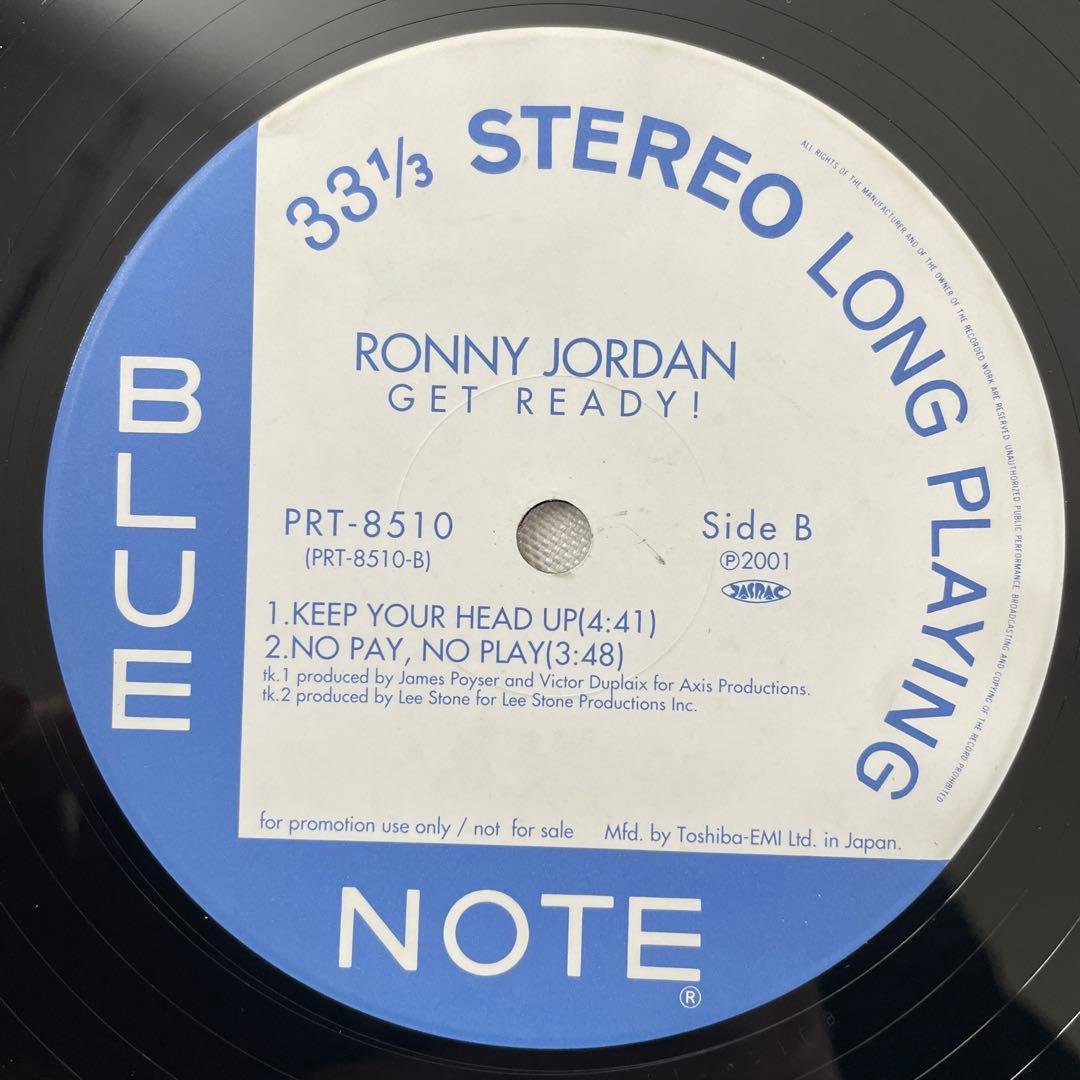 33⅓ STEREO LONG PLAYING
ALL RIGHTS OF THE MANUFACTURER AND OF THE OWNER OF THE RECORDED WORK ARE RESERVED. UNAUTHORIZED PUBLIC PERFORMANCE BROADCASTING AND COPYING OF THE RECORD PROHIBITED
RONNY JORDAN
GET READY!
PRT-8510
(PRT-8510-B)
Side B
℗2001
JASRAC
1.KEEP YOUR HEAD UP(4:41)
2.NO PAY, NO PLAY(3:48)
tk.1 produced by James Poyser and Victor Duplaix for Axis Productions.
tk.2 produced by Lee Stone for Lee Stone Productions Inc.
for promotion use only / not for sale Mfd. by Toshiba-EMI Ltd. in Japan.
BLUE
NOTE®